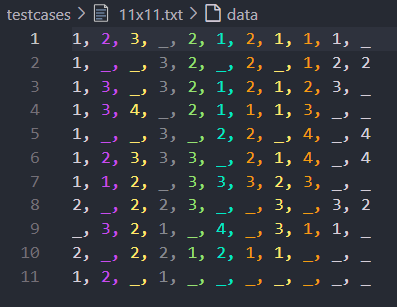 testcases > 11x11.txt > data
1 1, 2, 3, _, 2, 1, 2, 1, 1, 1, _
2 1, _, _, 3, 2, _, 2, _, 1, 2, 2
3 1, 3, _, 3, 2, 1, 2, 1, 2, 3, _
4 1, 3, 4, _, 2, 1, 1, 1, 3, _, _
5 1, _, _, 3, _, 2, 2, _, 4, _, 4
6 1, 2, 3, 3, 3, _, 2, 1, 4, _, 4
7 1, 1, 2, _, 3, 3, 3, 2, 3, _, _
8 2, _, 2, 2, 3, _, _, 3, _, 3, 2
9 _, 3, 2, 1, _, 4, _, 3, 1, 1, _
10 2, _, 2, 2, 1, 2, 1, 1, _, _, _
11 1, 2, _, 1, _, _, _, _, _, _, _